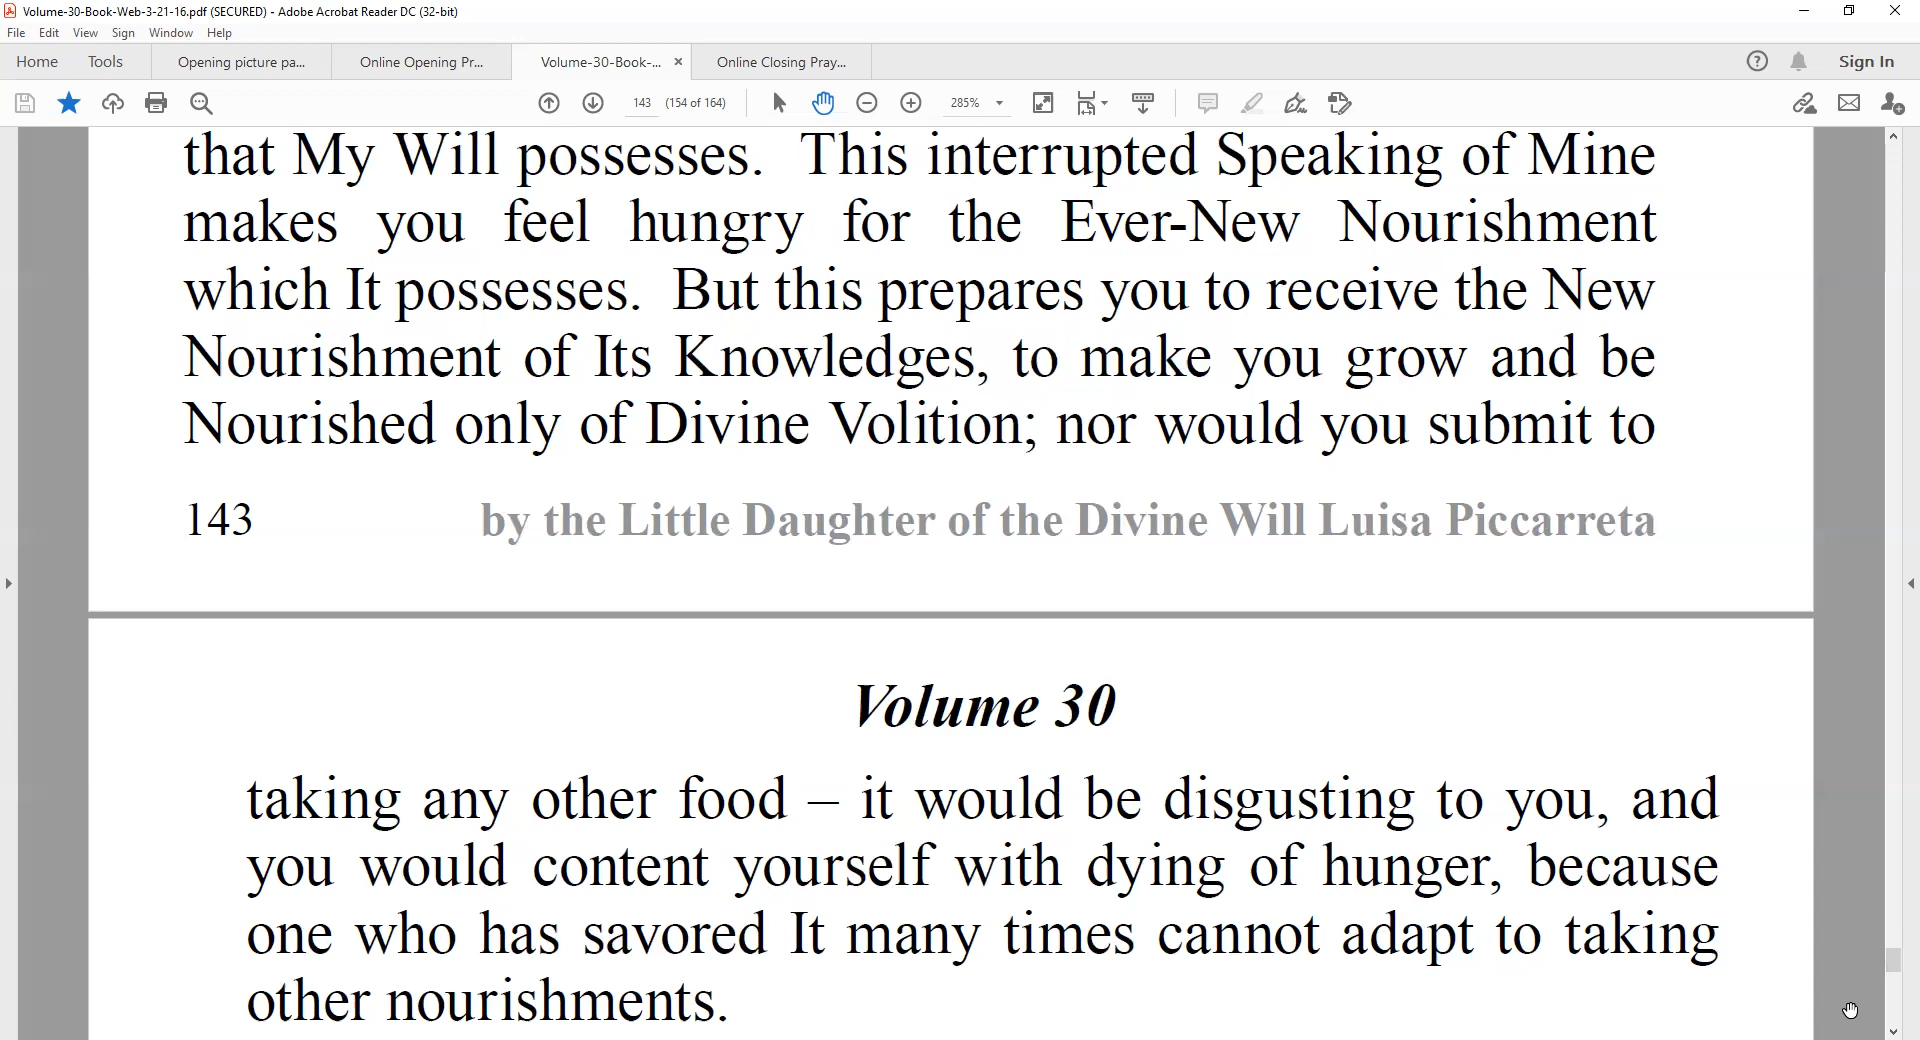 Volume-30-Book-Web-3-21-16.pdf (SECURED) - Adobe Acrobat Reader DC (32-bit)
File Edit View Sign Window Help
Home Tools Opening picture pa... Online Opening Pr... Volume-30-Book-... × Online Closing Pray... Sign In
143 (154 of 164) 285%
that My Will possesses. This interrupted Speaking of Mine
makes you feel hungry for the Ever-New Nourishment
which It possesses. But this prepares you to receive the New
Nourishment of Its Knowledges, to make you grow and be
Nourished only of Divine Volition; nor would you submit to
143 by the Little Daughter of the Divine Will Luisa Piccarreta
Volume 30
taking any other food – it would be disgusting to you, and
you would content yourself with dying of hunger, because
one who has savored It many times cannot adapt to taking
other nourishments.